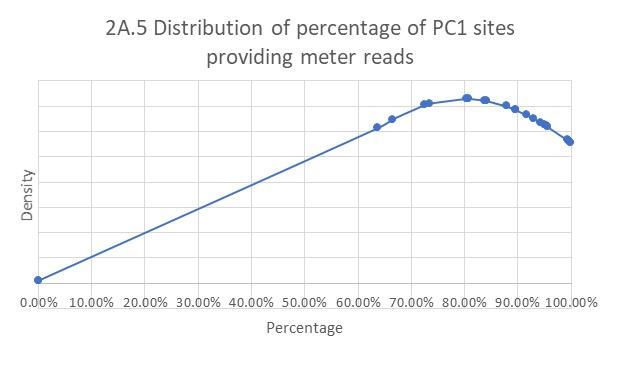 2A.5 Distribution of percentage of PC1 sites
providing meter reads
Density
0.00% 10.00% 20.00% 30.00% 40.00% 50.00% 60.00% 70.00% 80.00% 90.00% 100.00%
Percentage